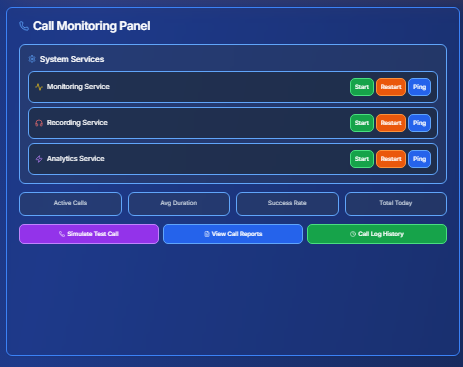 Call Monitoring Panel
System Services
Monitoring Service Start Restart Ping
Recording Service Start Restart Ping
Analytics Service Start Restart Ping
Active Calls Avg Duration Success Rate Total Today
Simulate Test Call View Call Reports Call Log History